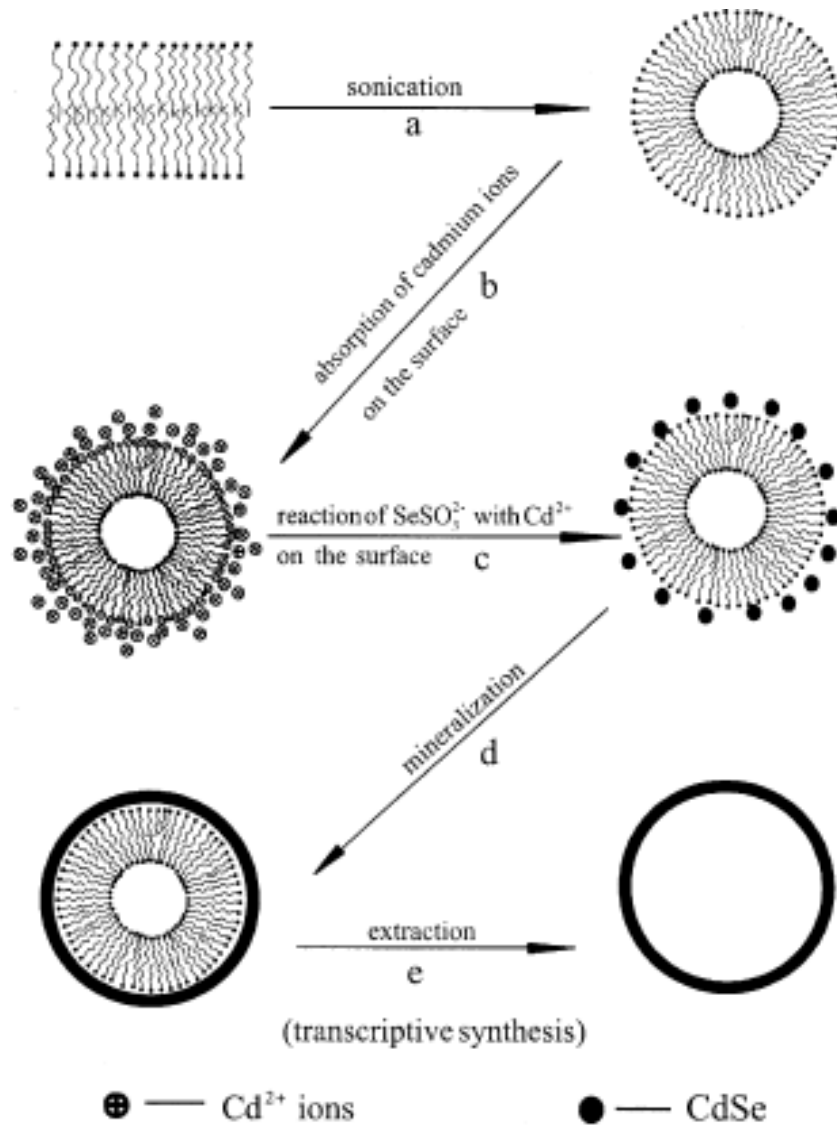 sonication
a
absorption of cadmium ions
b
on the surface
reaction of SeSO₃²⁻ with Cd²⁺
on the surface c
mineralization
d
extraction
e
(transcriptive synthesis)
Cd²⁺ ions
CdSe